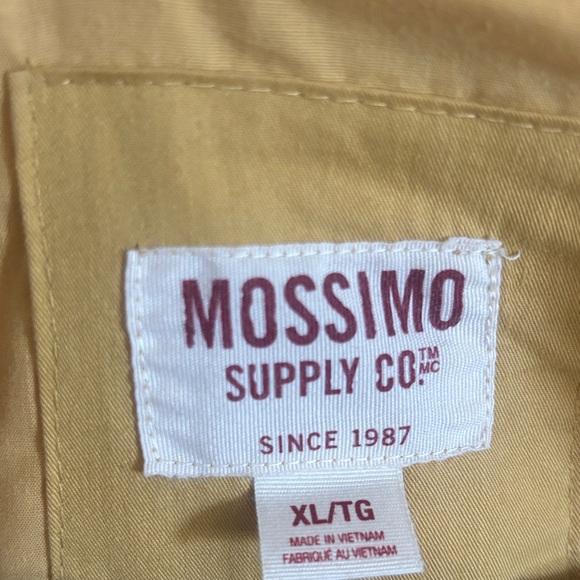 MOSSIMO
SUPPLY CO.™ MC
SINCE 1987
XL/TG
MADE IN VIETNAM
FABRIQUÉ AU VIETNAM